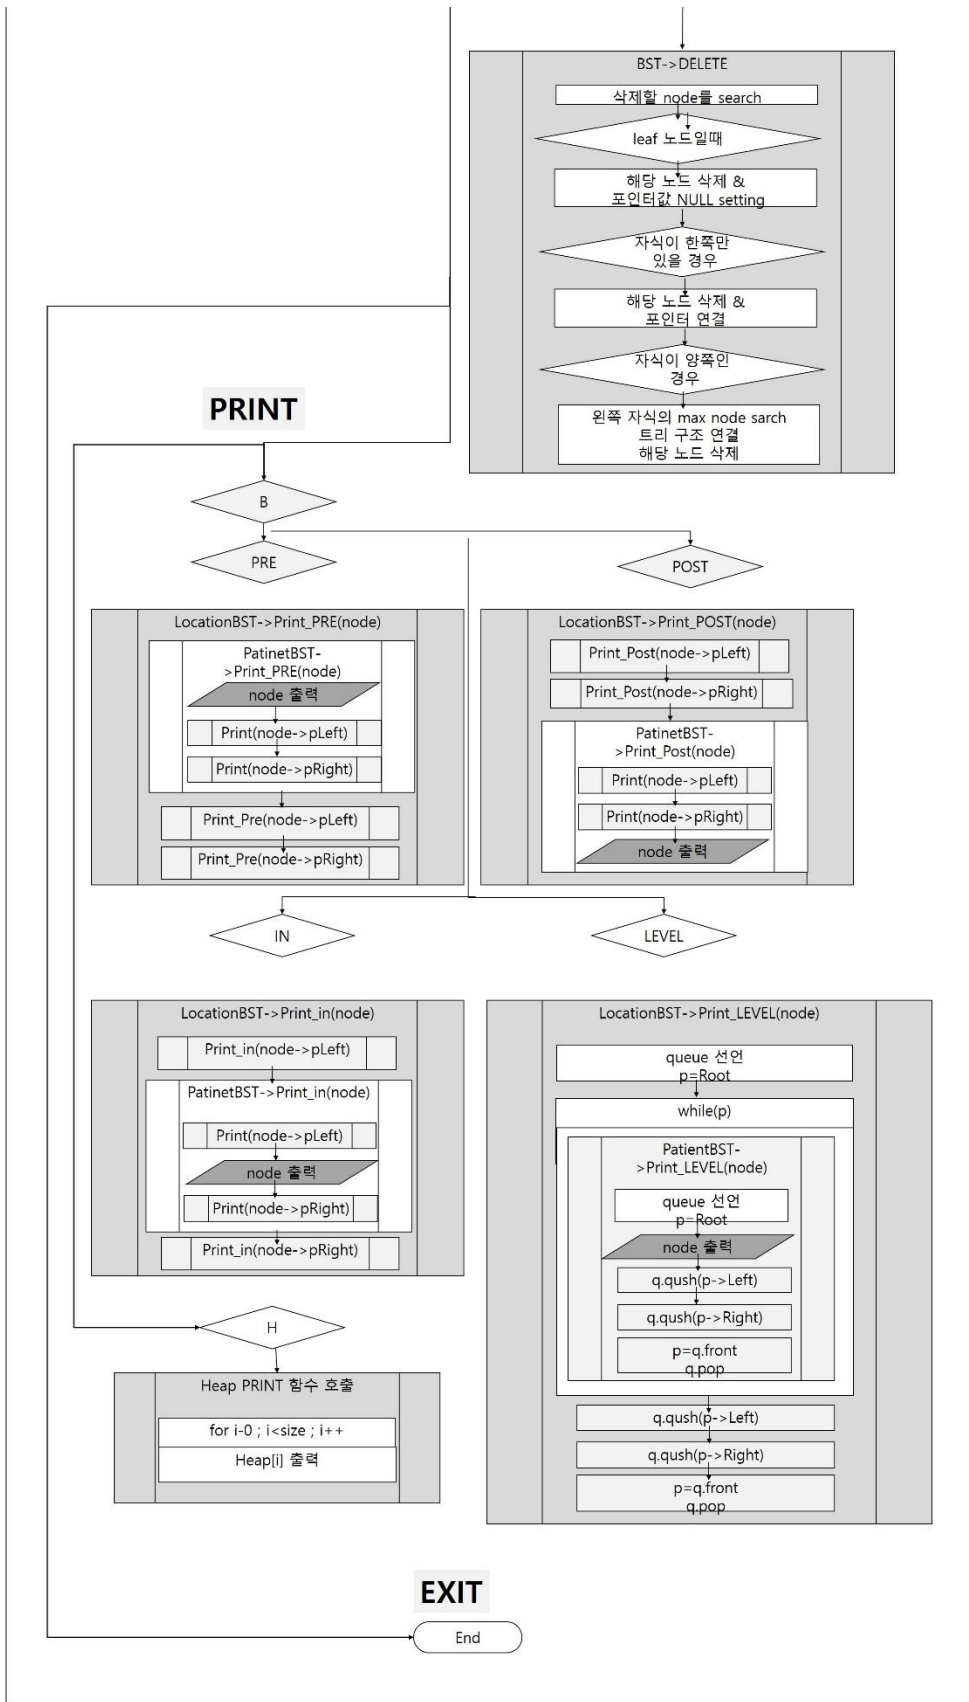 BST->DELETE
삭제할 node를 search
leaf 노드일때
해당 노드 삭제 &
포인터값 NULL setting
자식이 한쪽만
있을 경우
해당 노드 삭제 &
포인터 연결
자식이 양쪽인
경우
왼쪽 자식의 max node sarch
트리 구조 연결
해당 노드 삭제
PRINT
B
PRE
POST
LocationBST->Print_PRE(node)
PatinetBST-
>Print_PRE(node)
node 출력
Print(node->pLeft)
Print(node->pRight)
Print_Pre(node->pLeft)
Print_Pre(node->pRight)
LocationBST->Print_POST(node)
Print_Post(node->pLeft)
Print_Post(node->pRight)
PatinetBST-
>Print_Post(node)
Print(node->pLeft)
Print(node->pRight)
node 출력
IN
LEVEL
LocationBST->Print_in(node)
Print_in(node->pLeft)
PatinetBST->Print_in(node)
Print(node->pLeft)
node 출력
Print(node->pRight)
Print_in(node->pRight)
LocationBST->Print_LEVEL(node)
queue 선언
p=Root
while(p)
PatientBST-
>Print_LEVEL(node)
queue 선언
p=Root
node 출력
q.qush(p->Left)
q.qush(p->Right)
p=q.front
q.pop
q.qush(p->Left)
q.qush(p->Right)
p=q.front
q.pop
H
Heap PRINT 함수 호출
for i-0 ; i<size ; i++
Heap[i] 출력
EXIT
End